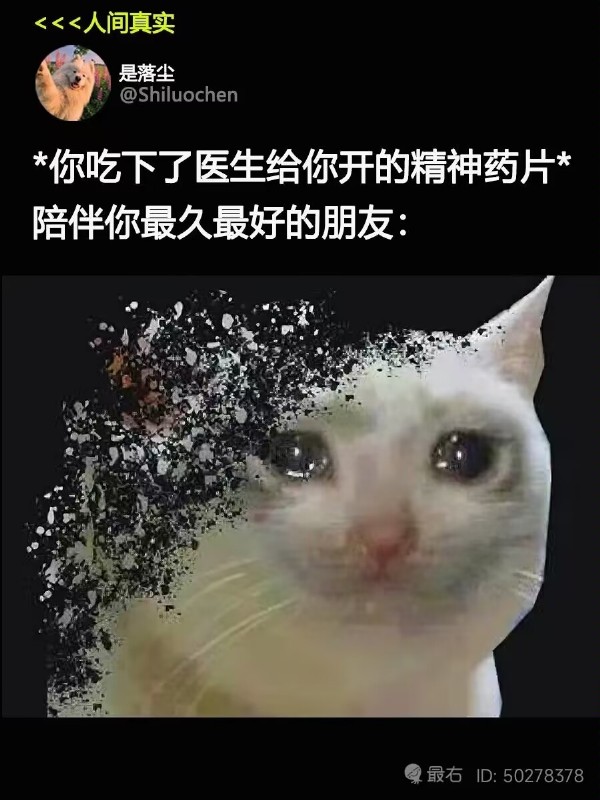 <<<人间真实
是落尘
@Shiluochen
*你吃下了医生给你开的精神药片*
陪伴你最久最好的朋友：
最右 ID: 50278378